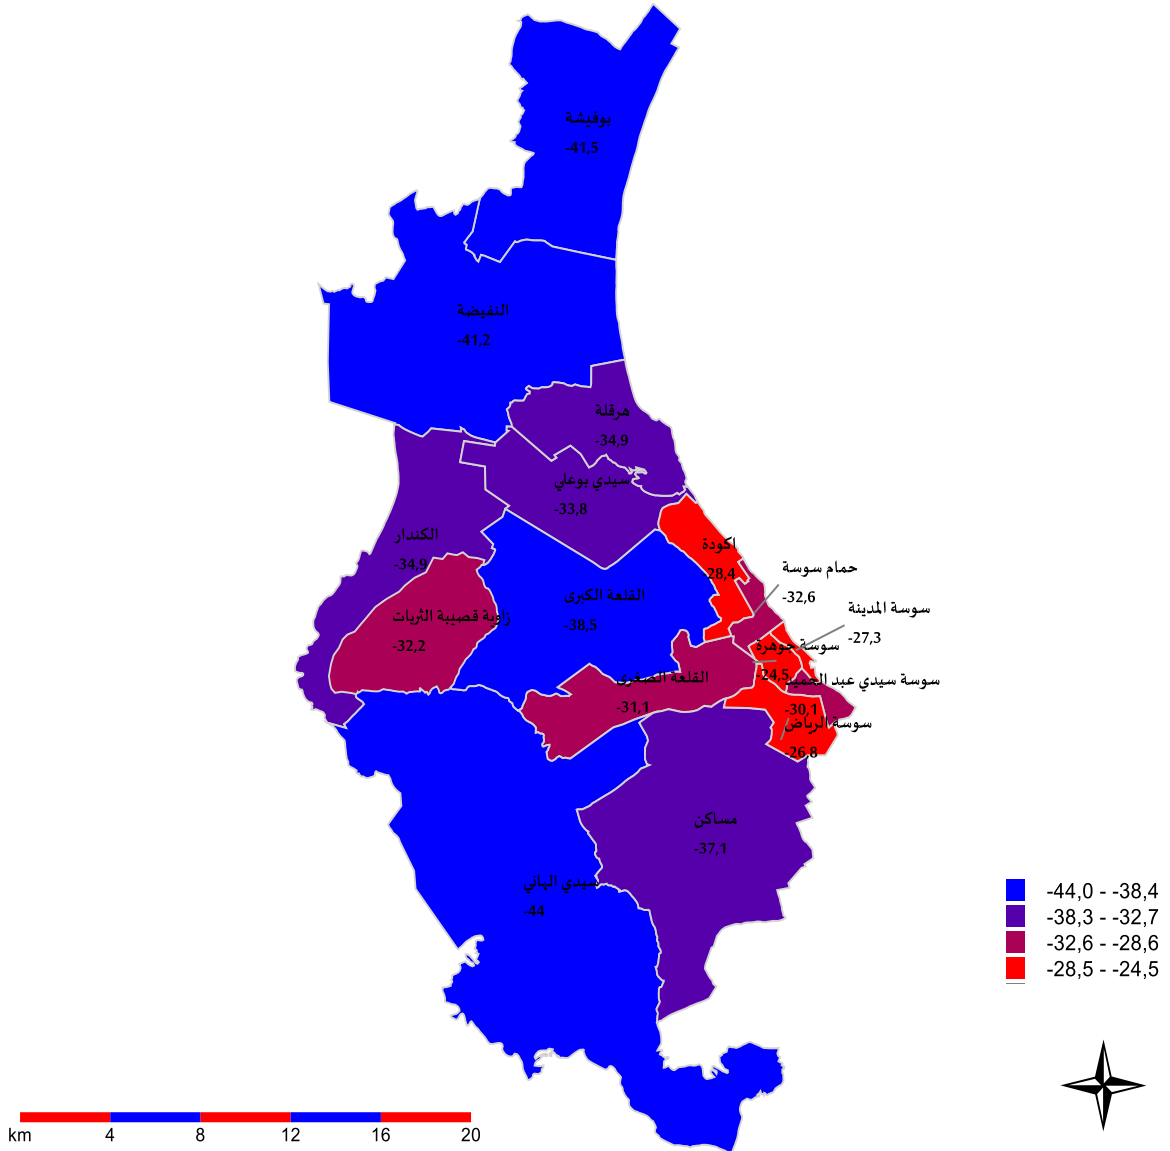 بوفيشة
-41,5
النفيضة
-41,2
هرقلة
-34,9
سيدي بوعلي
-33,8
الكندار
-34,9
اكودة
-28,4
حمام سوسة
-32,6
القلعة الكبرى
-38,5
سوسة المدينة
-27,3
زاوية قصيبة الثريات
-32,2
سوسة جوهرة
-24,5
القلعة الصغرى
-31,1
سوسة سيدي عبد الحميد
-30,1
سوسة الرياض
-26,8
مساكن
-37,1
سيدي الهاني
-44
-44,0 - -38,4
-38,3 - -32,7
-32,6 - -28,6
-28,5 - -24,5
km 4 8 12 16 20